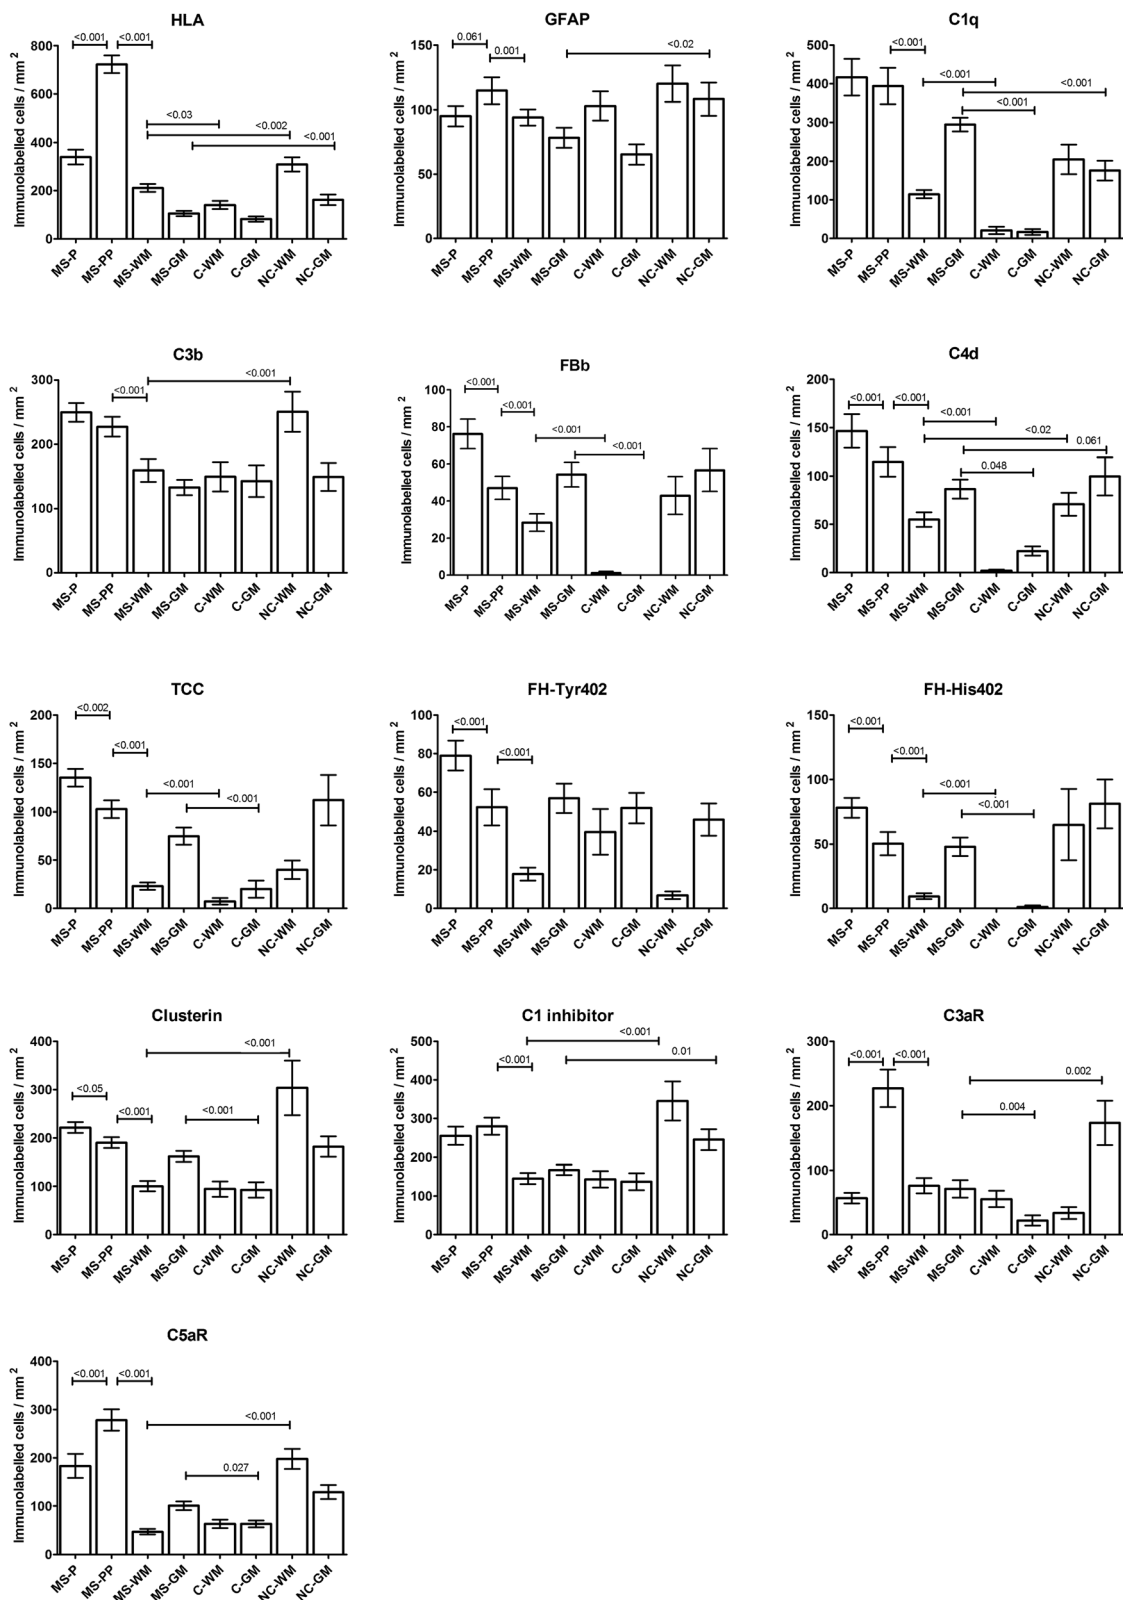 HLA
Immunolabelled cells / mm 2
800
600
400
200
0
<0.001
<0.001
<0.03
<0.002
<0.001
MS-P
MS-PP
MS-WM
MS-GM
C-WM
C-GM
NC-WM
NC-GM
GFAP
Immunolabelled cells / mm 2
150
100
50
0
0.061
0.001
<0.02
MS-P
MS-PP
MS-WM
MS-GM
C-WM
C-GM
NC-WM
NC-GM
C1q
Immunolabelled cells / mm 2
500
400
300
200
100
0
<0.001
<0.001
<0.001
<0.001
MS-P
MS-PP
MS-WM
MS-GM
C-WM
C-GM
NC-WM
NC-GM
C3b
Immunolabelled cells / mm 2
300
200
100
0
<0.001
<0.001
MS-P
MS-PP
MS-WM
MS-GM
C-WM
C-GM
NC-WM
NC-GM
FBb
Immunolabelled cells / mm 2
100
80
60
40
20
0
<0.001
<0.001
<0.001
<0.001
MS-P
MS-PP
MS-WM
MS-GM
C-WM
C-GM
NC-WM
NC-GM
C4d
Immunolabelled cells / mm 2
200
150
100
50
0
<0.001
<0.001
<0.001
<0.02
0.061
0.048
MS-P
MS-PP
MS-WM
MS-GM
C-WM
C-GM
NC-WM
NC-GM
TCC
Immunolabelled cells / mm 2
200
150
100
50
0
<0.002
<0.001
<0.001
<0.001
MS-P
MS-PP
MS-WM
MS-GM
C-WM
C-GM
NC-WM
NC-GM
FH-Tyr402
Immunolabelled cells / mm 2
100
80
60
40
20
0
<0.001
<0.001
MS-P
MS-PP
MS-WM
MS-GM
C-WM
C-GM
NC-WM
NC-GM
FH-His402
Immunolabelled cells / mm 2
150
100
50
0
<0.001
<0.001
<0.001
<0.001
MS-P
MS-PP
MS-WM
MS-GM
C-WM
C-GM
NC-WM
NC-GM
Clusterin
Immunolabelled cells / mm 2
400
300
200
100
0
<0.001
<0.05
<0.001
<0.001
MS-P
MS-PP
MS-WM
MS-GM
C-WM
C-GM
NC-WM
NC-GM
C1 inhibitor
Immunolabelled cells / mm 2
500
400
300
200
100
0
<0.001
<0.001
0.01
MS-P
MS-PP
MS-WM
MS-GM
C-WM
C-GM
NC-WM
NC-GM
C3aR
Immunolabelled cells / mm 2
300
200
100
0
<0.001
<0.001
0.002
0.004
MS-P
MS-PP
MS-WM
MS-GM
C-WM
C-GM
NC-WM
NC-GM
C5aR
Immunolabelled cells / mm 2
400
300
200
100
0
<0.001
<0.001
<0.001
0.027
MS-P
MS-PP
MS-WM
MS-GM
C-WM
C-GM
NC-WM
NC-GM